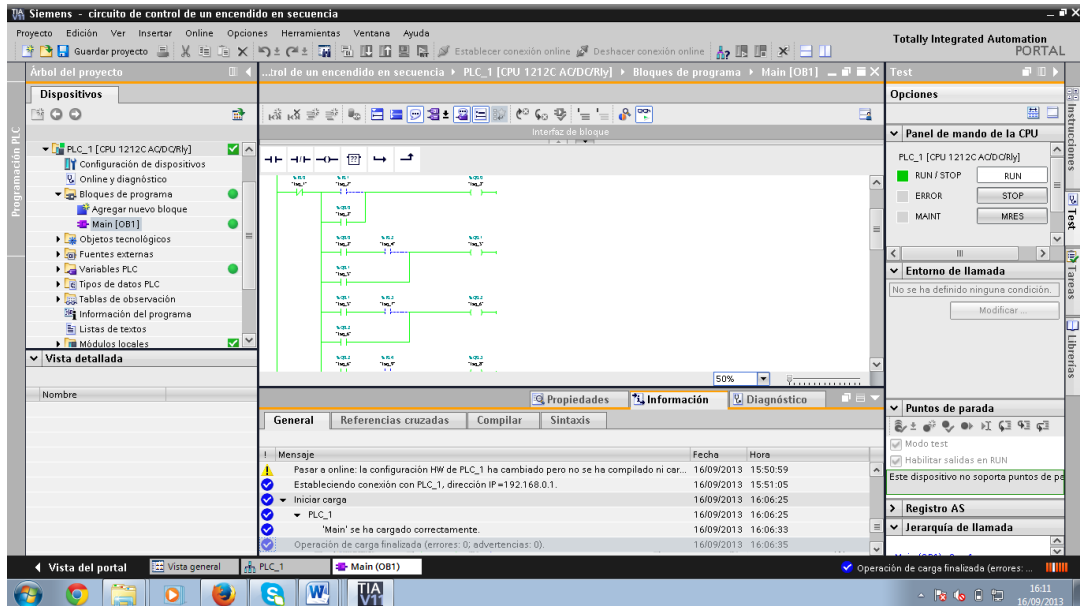 Siemens - circuito de control de un encendido en secuencia
Proyecto Edición Ver Insertar Online Opciones Herramientas Ventana Ayuda
Guardar proyecto
Establecer conexión online
Deshacer conexión online
Totally Integrated Automation
PORTAL
Árbol del proyecto
...trol de un encendido en secuencia PLC_1 [CPU 1212C AC/DC/Rly] Bloques de programa Main [OB1]
Test
Dispositivos
Opciones
Programación PLC
PLC_1 [CPU 1212C AC/DC/Rly]
Configuración de dispositivos
Online y diagnóstico
Bloques de programa
Agregar nuevo bloque
Main [OB1]
Objetos tecnológicos
Fuentes externas
Variables PLC
Tipos de datos PLC
Tablas de observación
Información del programa
Listas de textos
Módulos locales
Vista detallada
Nombre
Interfaz de bloque
??
50%
Propiedades
Información
Diagnóstico
General
Referencias cruzadas
Compilar
Sintaxis
! Mensaje Fecha Hora
Pasar a online: la configuración HW de PLC_1 ha cambiado pero no se ha compilado ni car... 16/09/2013 15:50:59
Estableciendo conexión con PLC_1, dirección IP=192.168.0.1. 16/09/2013 15:51:05
Iniciar carga 16/09/2013 16:06:25
PLC_1 16/09/2013 16:06:25
'Main' se ha cargado correctamente. 16/09/2013 16:06:33
Operación de carga finalizada (errores: 0; advertencias: 0). 16/09/2013 16:06:35
Panel de mando de la CPU
PLC_1 [CPU 1212C AC/DC/Rly]
RUN / STOP RUN
ERROR STOP
MAINT MRES
Entorno de llamada
No se ha definido ninguna condición.
Modificar ...
Puntos de parada
Modo test
Habilitar salidas en RUN
Este dispositivo no soporta puntos de pe
Registro AS
Jerarquía de llamada
Instrucciones
Test
Tareas
Librerías
Vista del portal
Vista general
PLC_1
Main (OB1)
Operación de carga finalizada (errores: ...
TIA
V11
16:11
16/09/2013